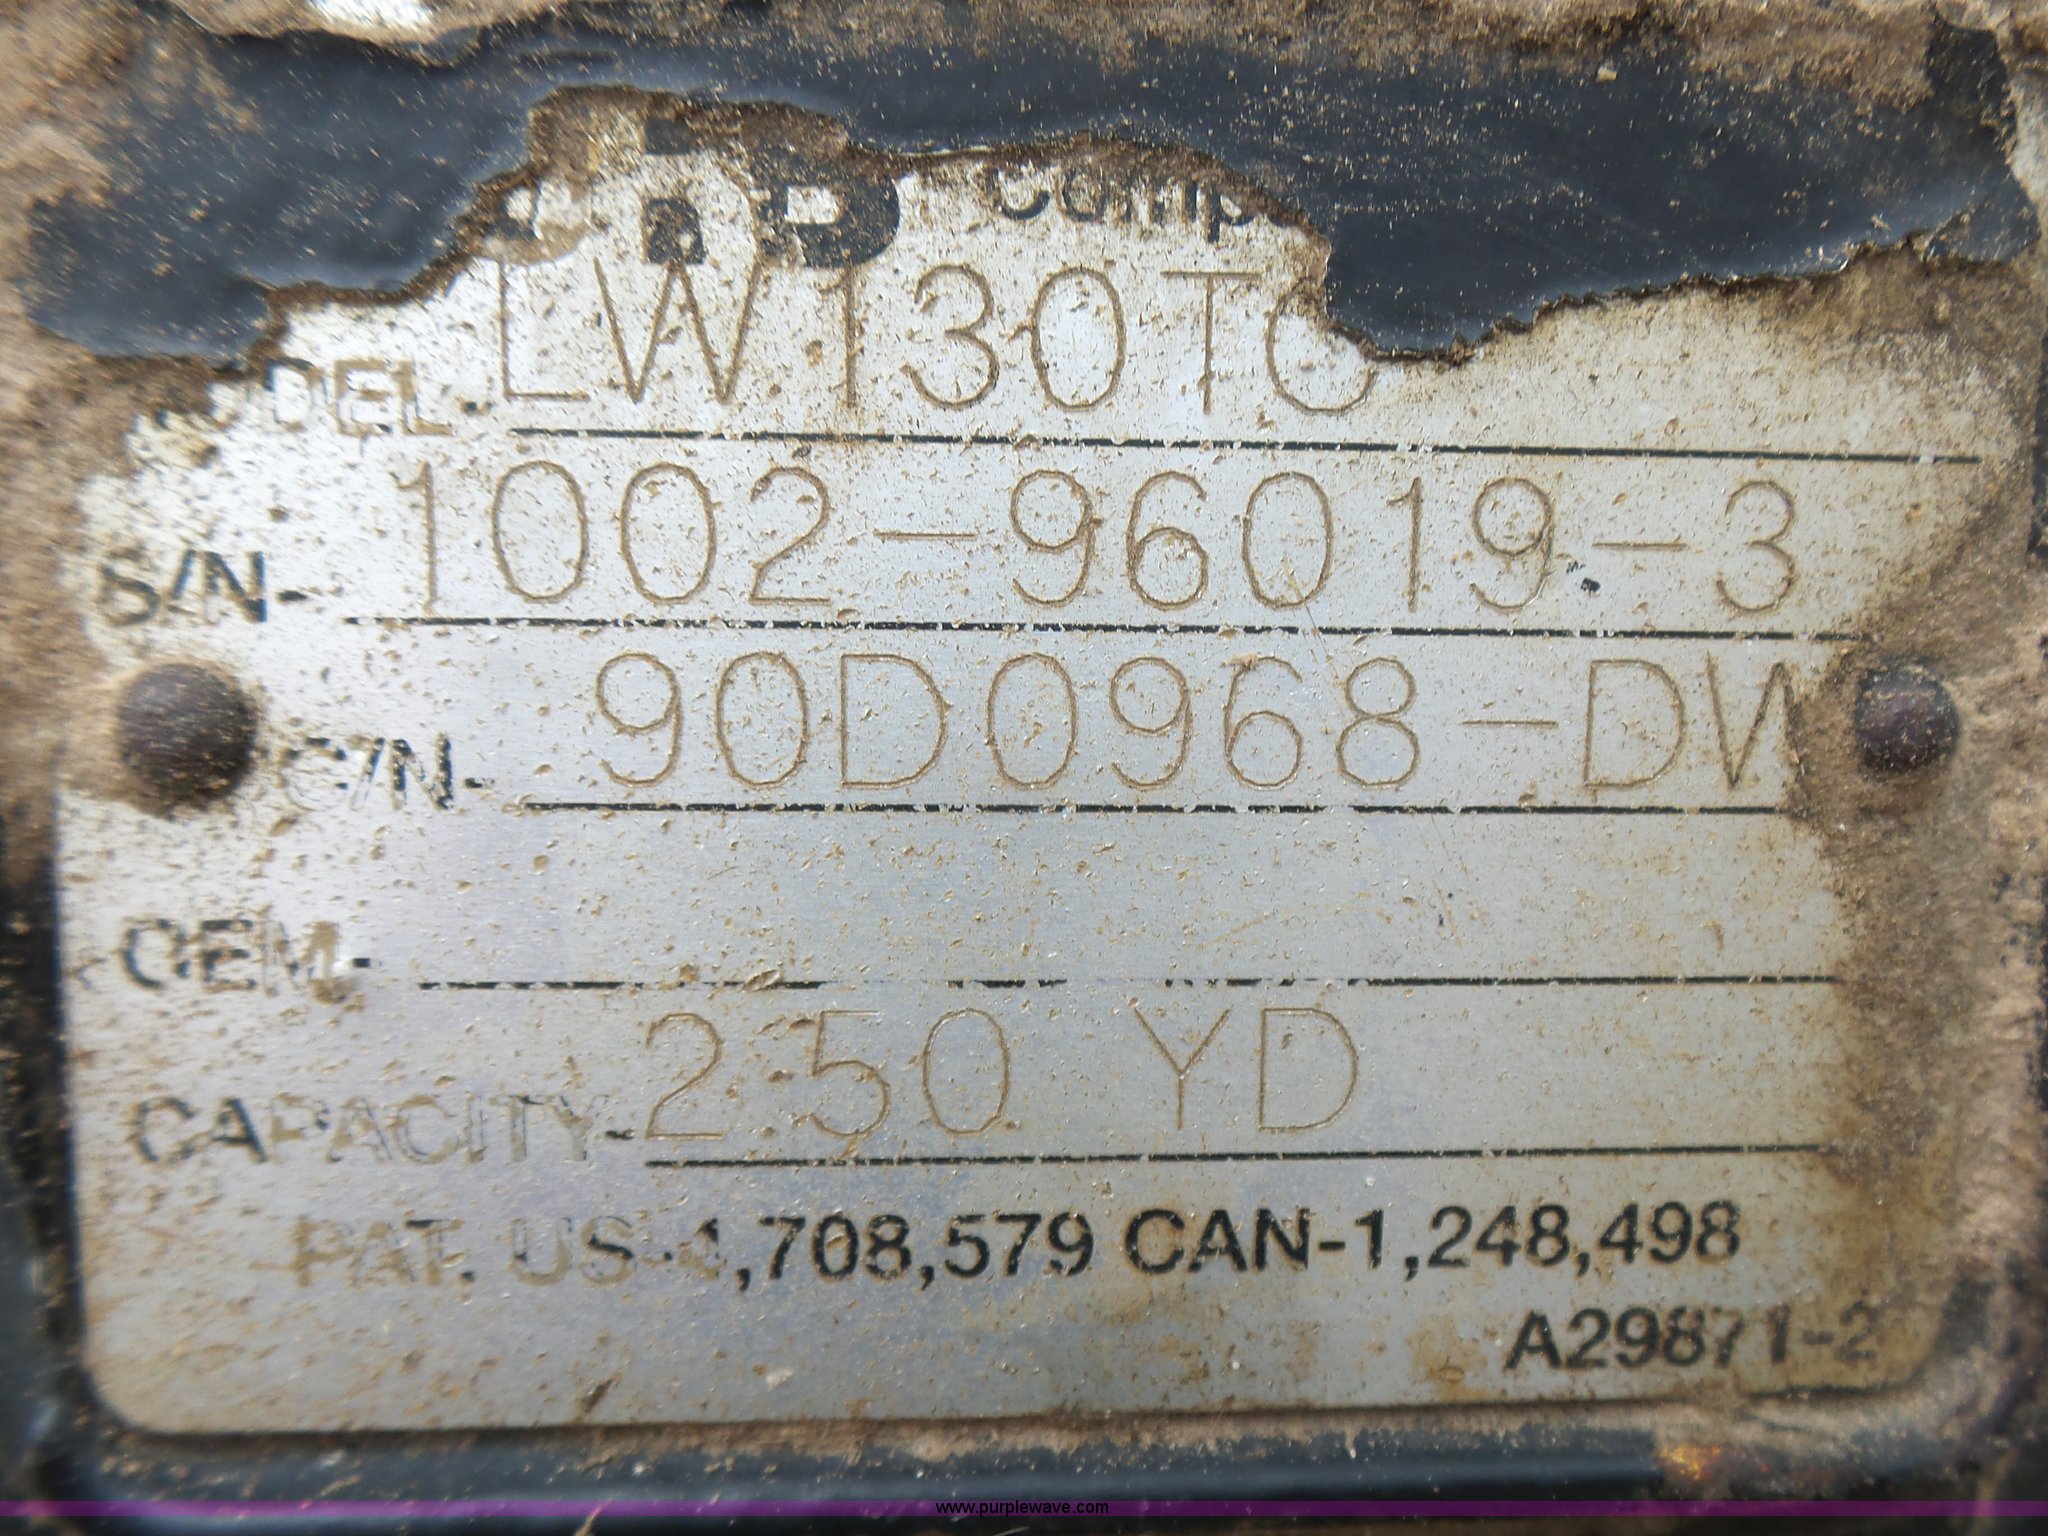 MODEL. LW130TC
S/N- 1002-96019-3
C/N- 90D0968-DW
OEM-
CAPACITY- 2.50 YD
PAT. US-4,708,579 CAN-1,248,498
A29871-2
www.purplewave.com